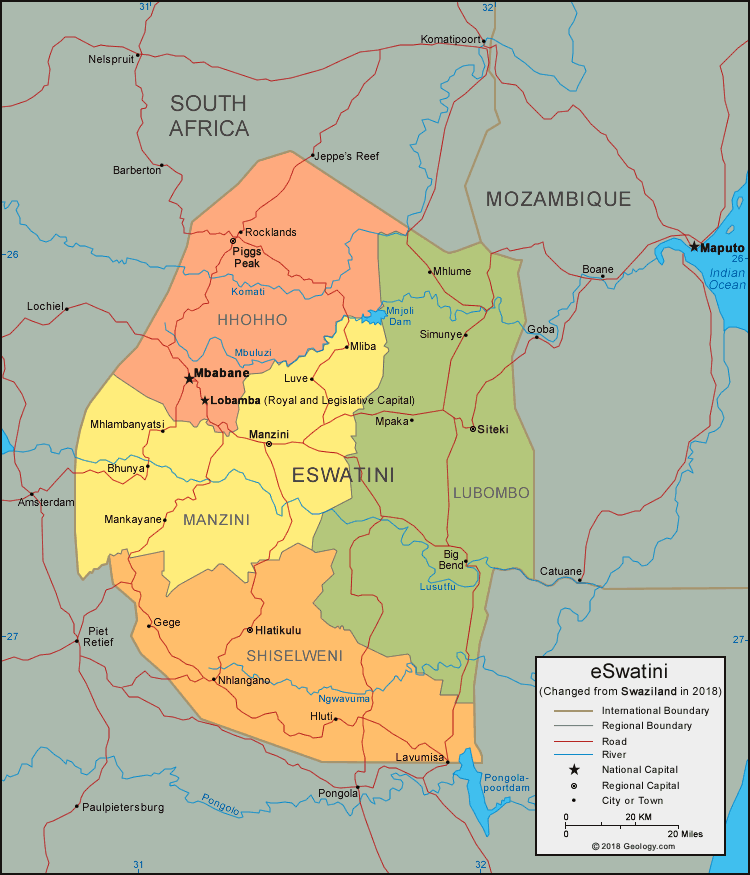 31
32
Komatipoort
Nelspruit
SOUTH
AFRICA
Jeppe's Reef
Barberton
MOZAMBIQUE
Rocklands
Piggs
Peak
Maputo
26
26
Indian
Ocean
Boane
Mhlume
Komati
Lochiel
HHOHHO
Mnjoli
Dam
Simunye
Goba
Mbuluzi
Mliba
Mbabane
Luve
Lobamba (Royal and Legislative Capital)
Mhlambanyatsi
Mpaka
Siteki
Manzini
Bhunya
ESWATINI
Amsterdam
LUBOMBO
Mankayane
MANZINI
Big
Bend
Catuane
Lusutfu
Gege
Hlatikulu
27
27
Piet
Retief
SHISELWENI
Nhlangano
Ngwavuma
Hluti
Lavumisa
Pongola-
poortdam
Pongola
Pongolo
Paulpietersburg
31
32
eSwatini
(Changed from Swaziland in 2018)
International Boundary
Regional Boundary
Road
River
National Capital
Regional Capital
City or Town
0 20 KM
0 20 Miles
© 2018 Geology.com